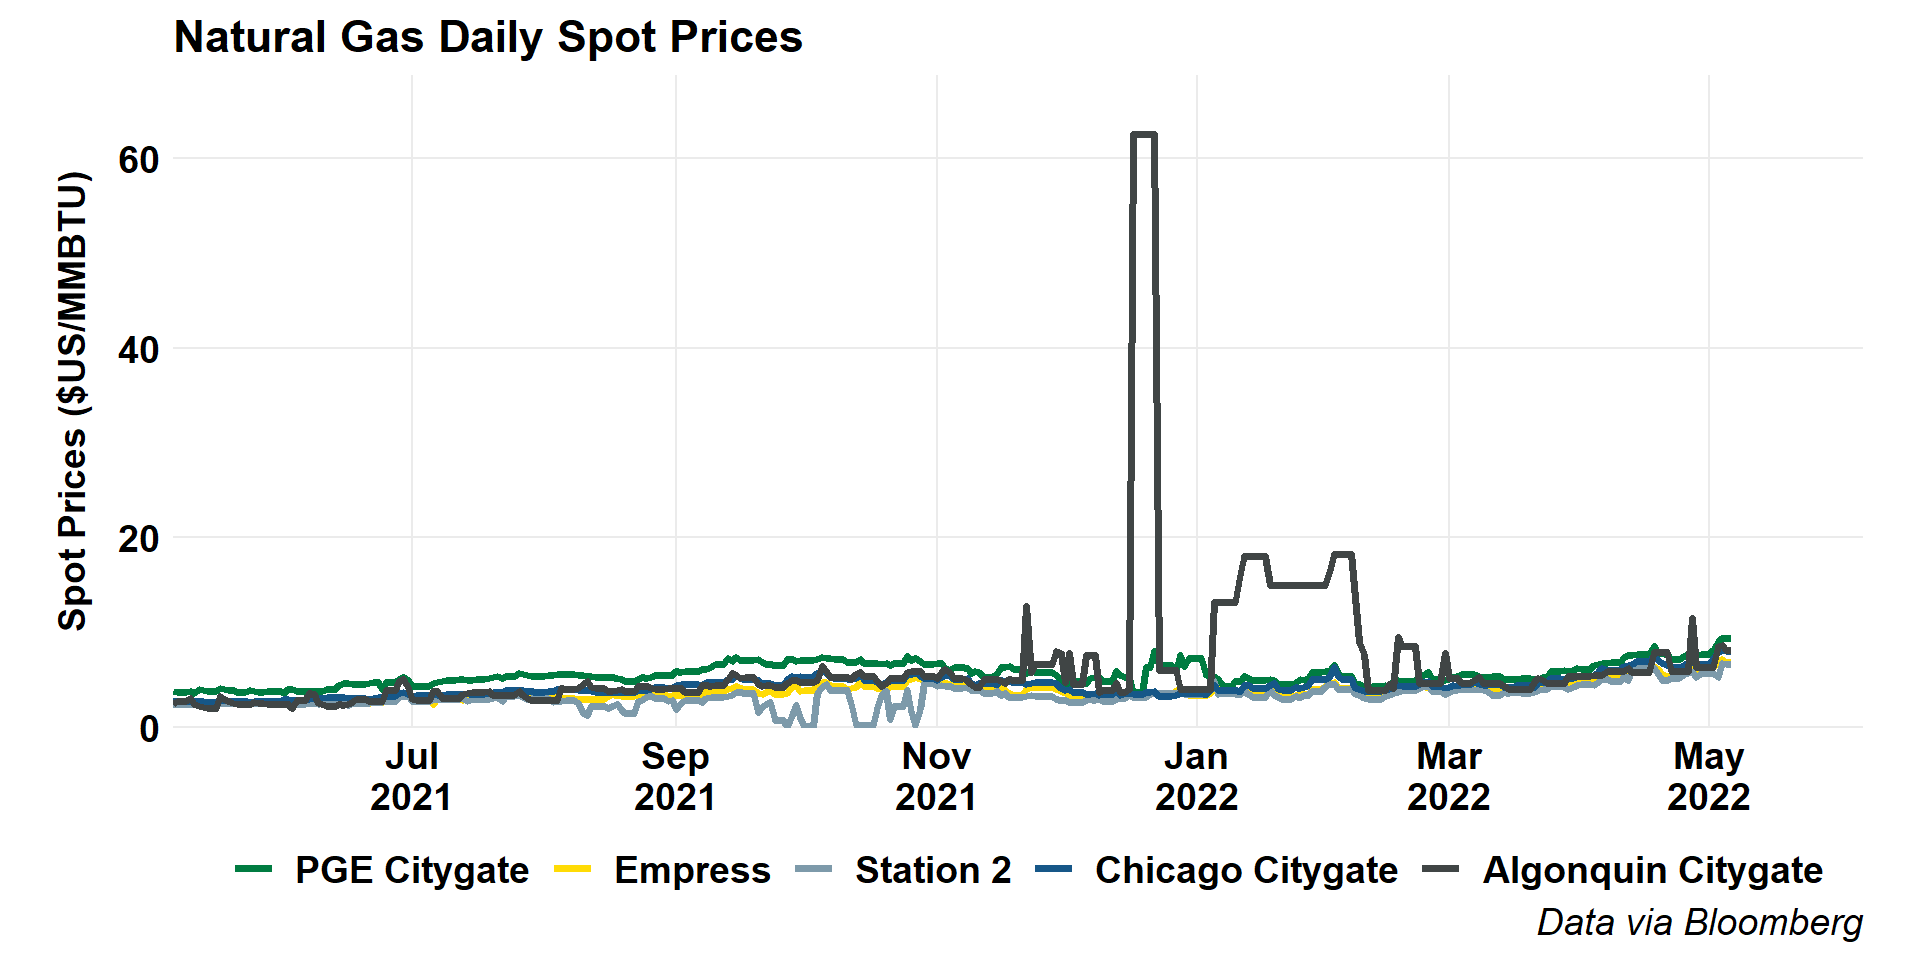 Natural Gas Daily Spot Prices
Spot Prices ($US/MMBTU)
60
40
20
0
Jul Sep Nov Jan Mar May
2021 2021 2021 2022 2022 2022
PGE Citygate Empress Station 2 Chicago Citygate Algonquin Citygate
Data via Bloomberg